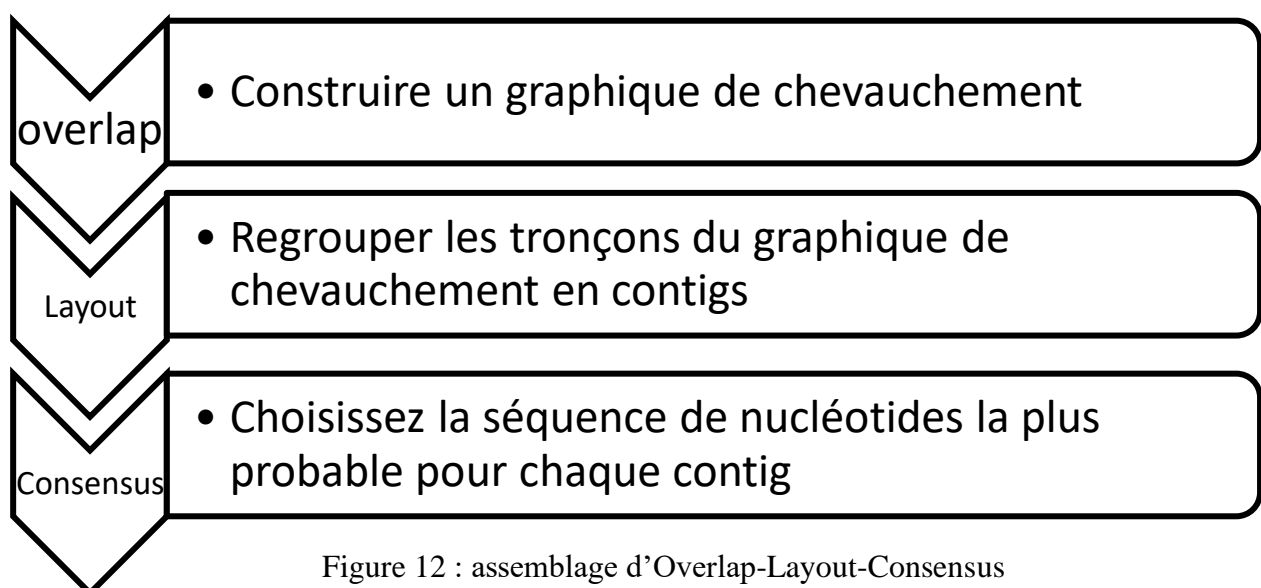 overlap
• Construire un graphique de chevauchement
Layout
• Regrouper les tronçons du graphique de
chevauchement en contigs
Consensus
• Choisissez la séquence de nucléotides la plus
probable pour chaque contig
Figure 12 : assemblage d’Overlap-Layout-Consensus